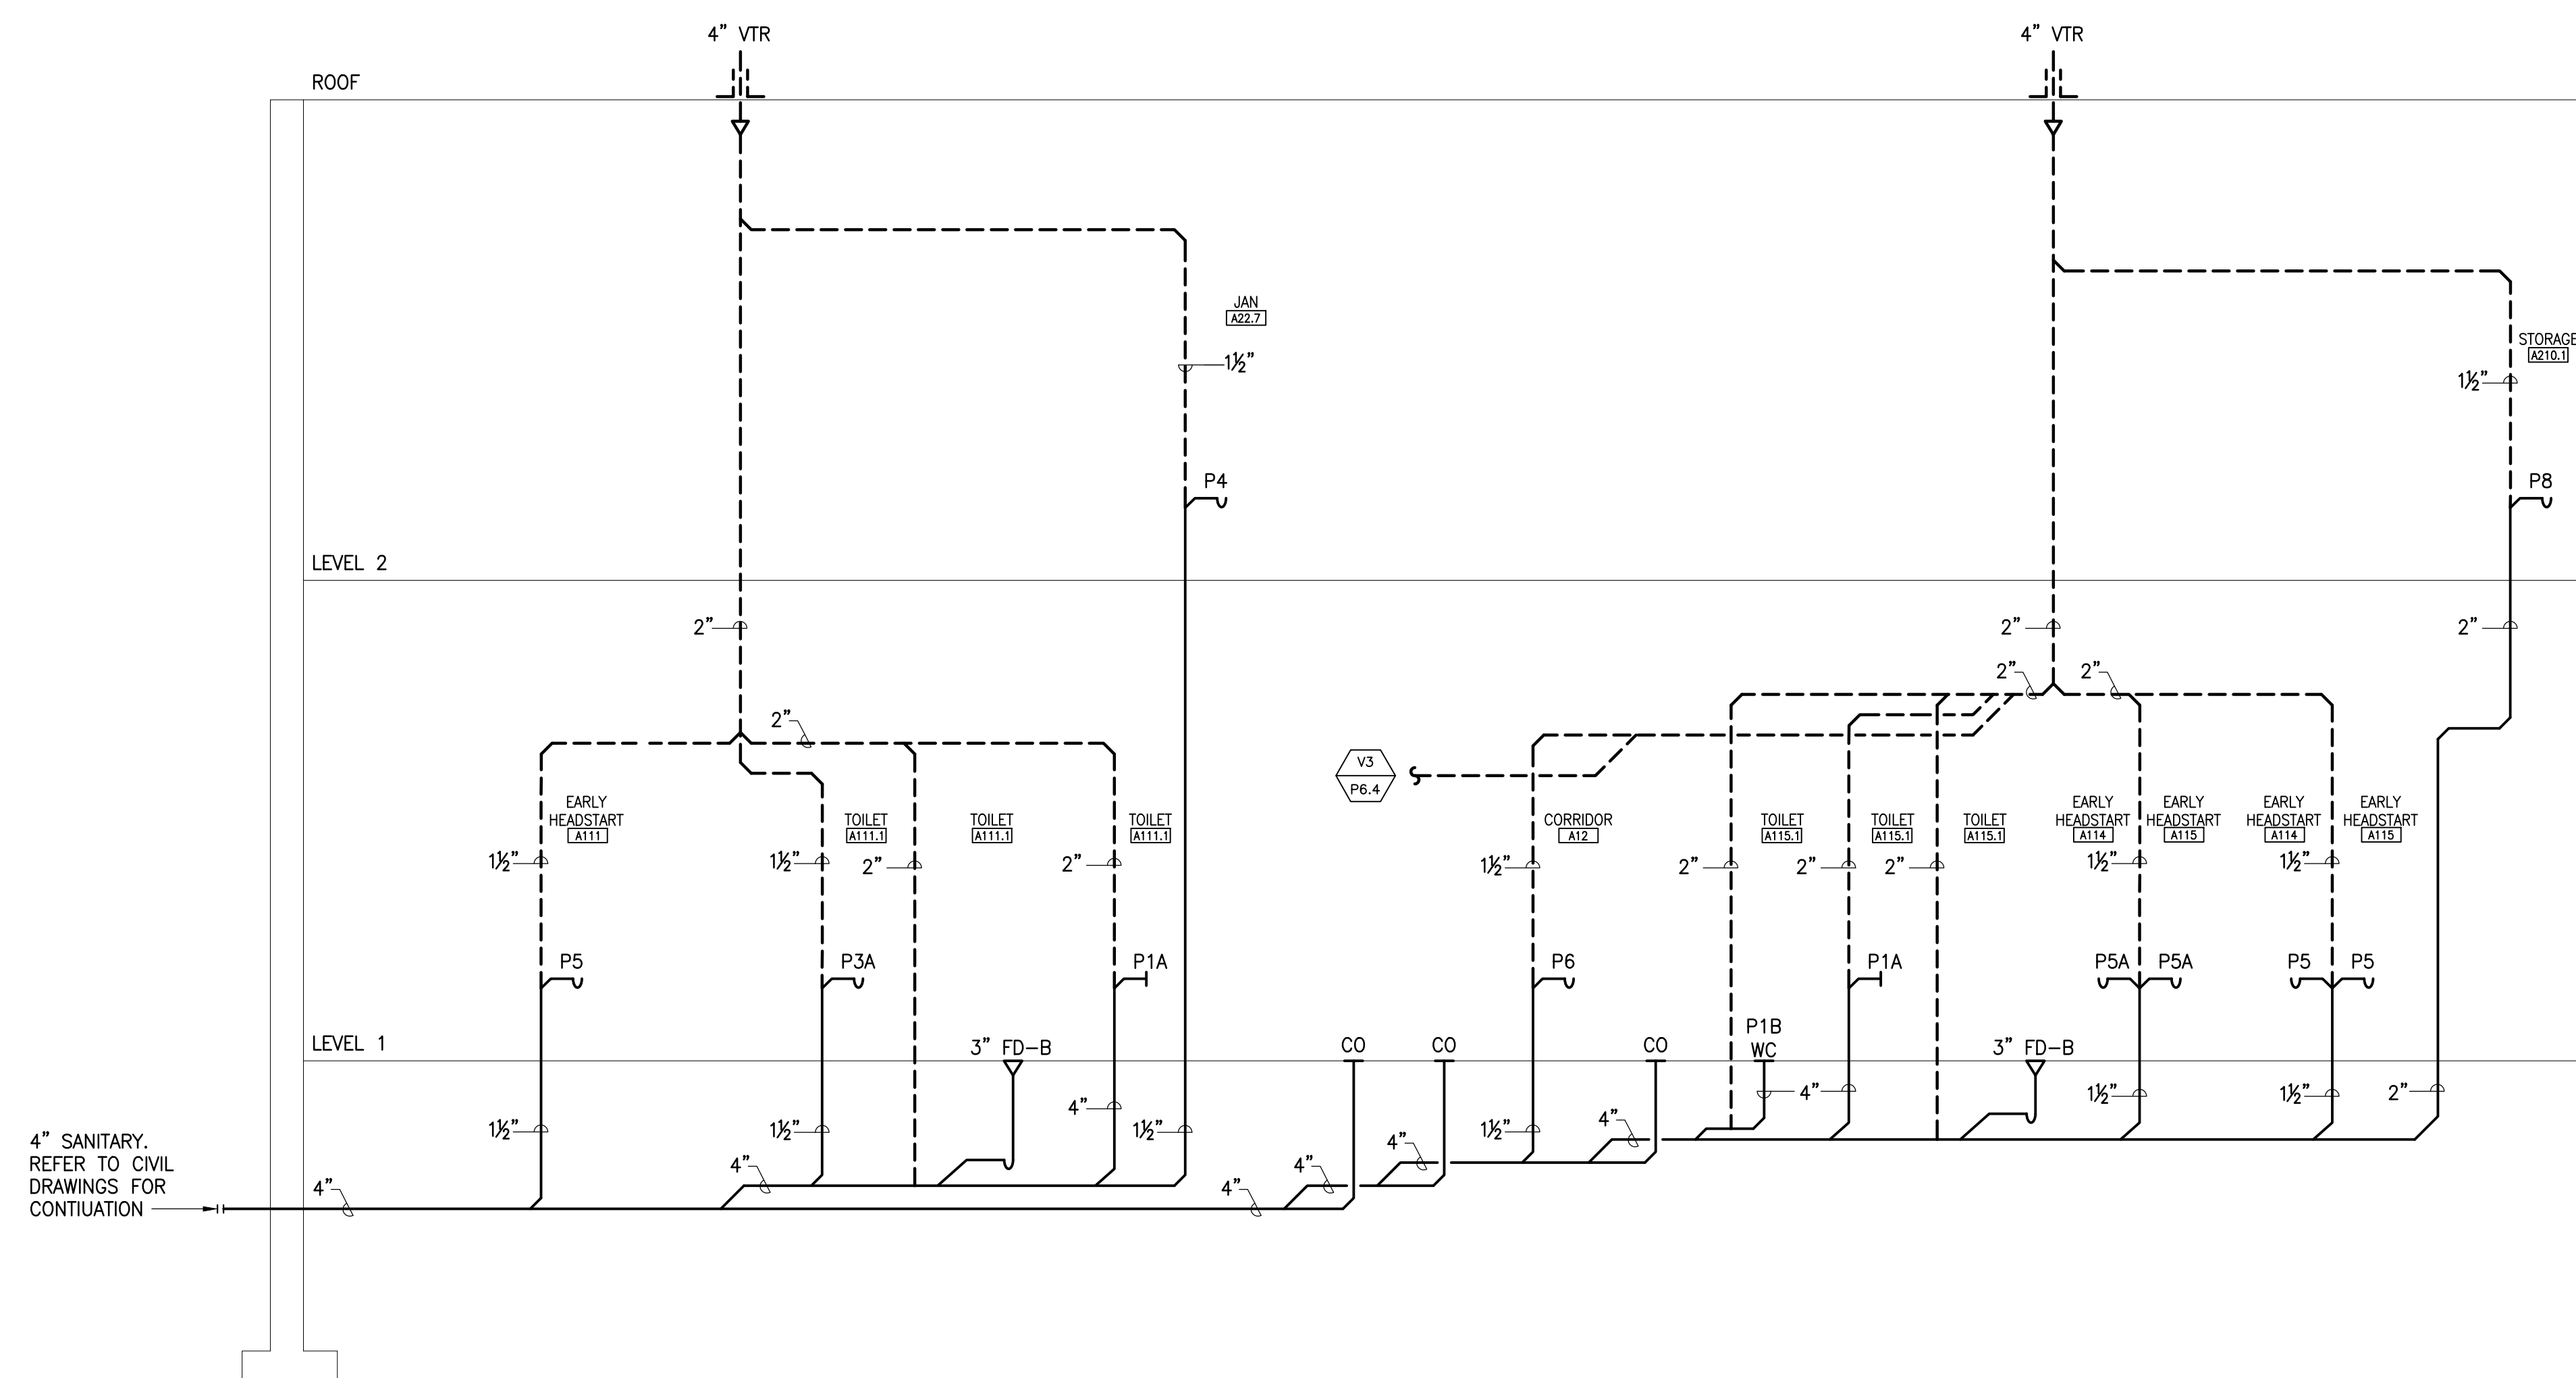 4” VTR
4” VTR
ROOF
JAN
A22.7
1½”
STORAGE
A210.1
1½”
P4
P8
LEVEL 2
2”
2”
2”
2”
2”
2”
V3
P6.4
EARLY
HEADSTART
A111
TOILET
A111.1
TOILET
A111.1
TOILET
A111.1
CORRIDOR
A12
TOILET
A115.1
TOILET
A115.1
TOILET
A115.1
EARLY
HEADSTART
A114
EARLY
HEADSTART
A115
EARLY
HEADSTART
A114
EARLY
HEADSTART
A115
1½”
1½”
2”
2”
1½”
2”
2”
2”
1½”
1½”
P5
P3A
P1A
P6
P1A
P5A
P5A
P5
P5
LEVEL 1
3” FD-B
CO
CO
CO
P1B
WC
3” FD-B
1½”
1½”
4”
1½”
1½”
4”
1½”
1½”
2”
4”
4”
4”
4”
4”
4”
4” SANITARY.
REFER TO CIVIL
DRAWINGS FOR
CONTIUATION